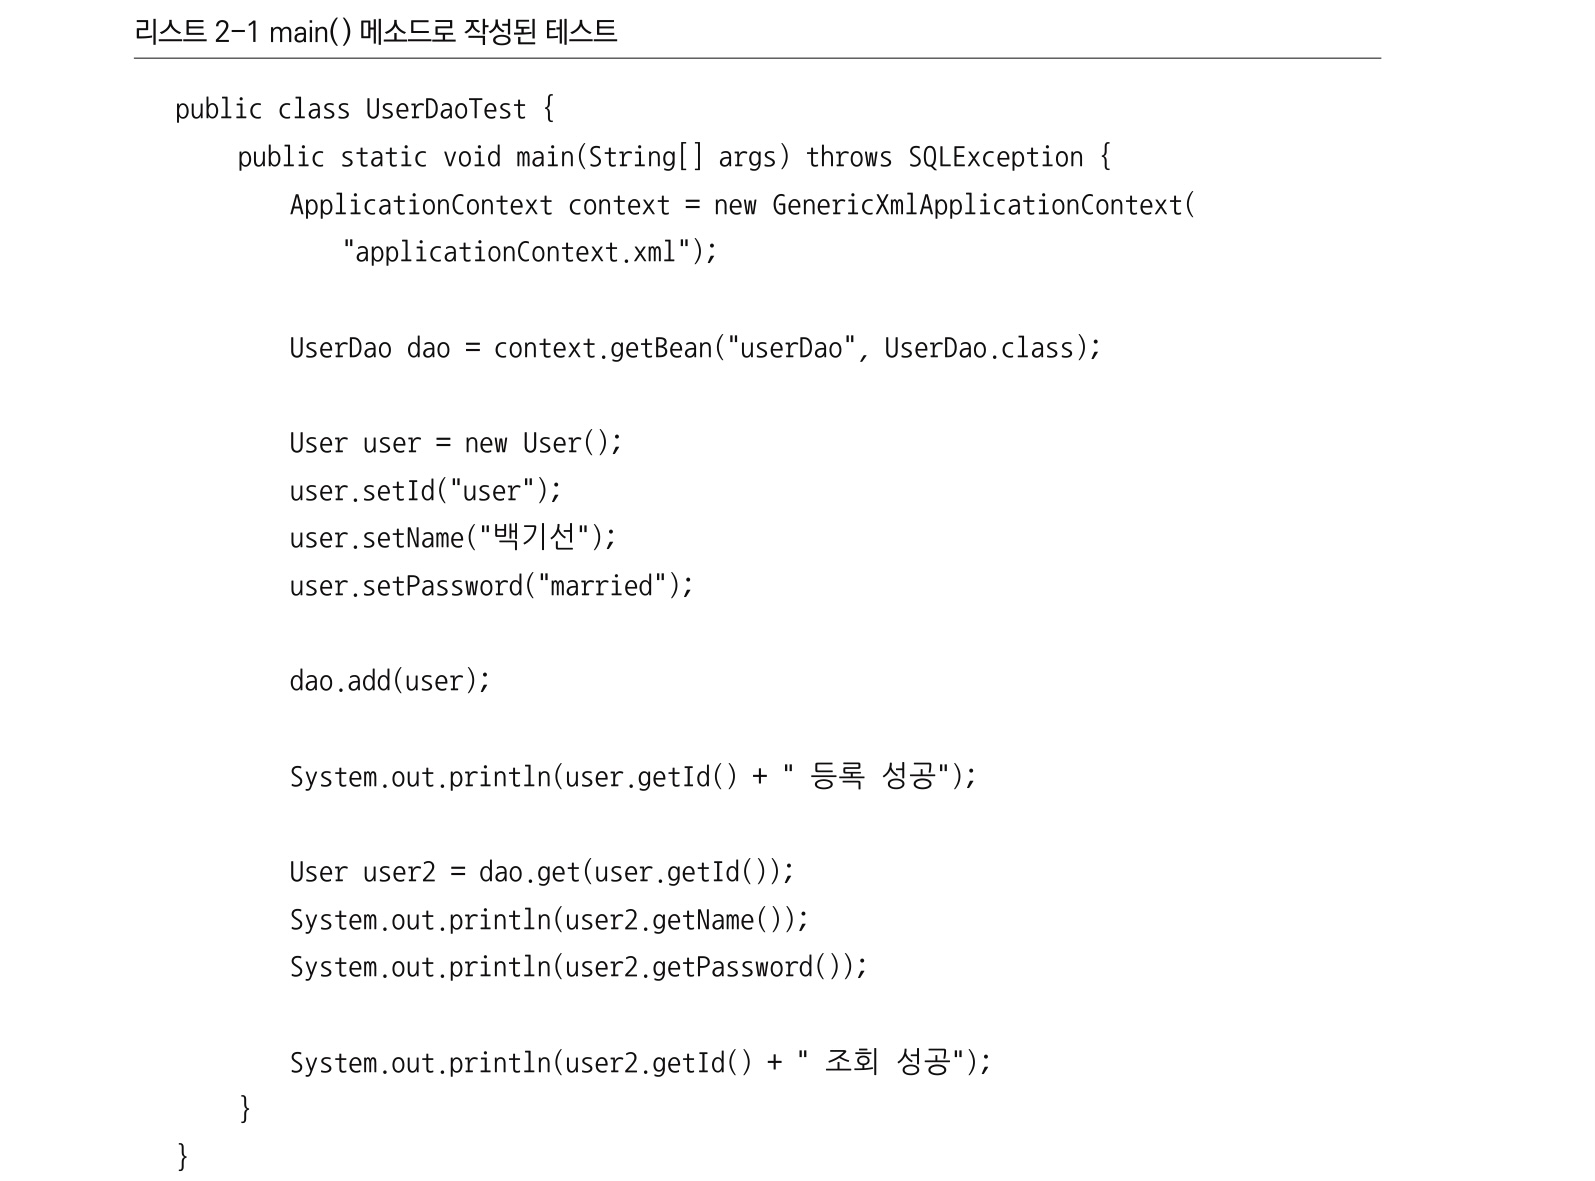 리스트 2-1 main() 메소드로 작성된 테스트
public class UserDaoTest {
public static void main(String[] args) throws SQLException {
ApplicationContext context = new GenericXmlApplicationContext(
"applicationContext.xml");
UserDao dao = context.getBean("userDao", UserDao.class);
User user = new User();
user.setId("user");
user.setName("백기선");
user.setPassword("married");
dao.add(user);
System.out.println(user.getId() + " 등록 성공");
User user2 = dao.get(user.getId());
System.out.println(user2.getName());
System.out.println(user2.getPassword());
System.out.println(user2.getId() + " 조회 성공");
}
}